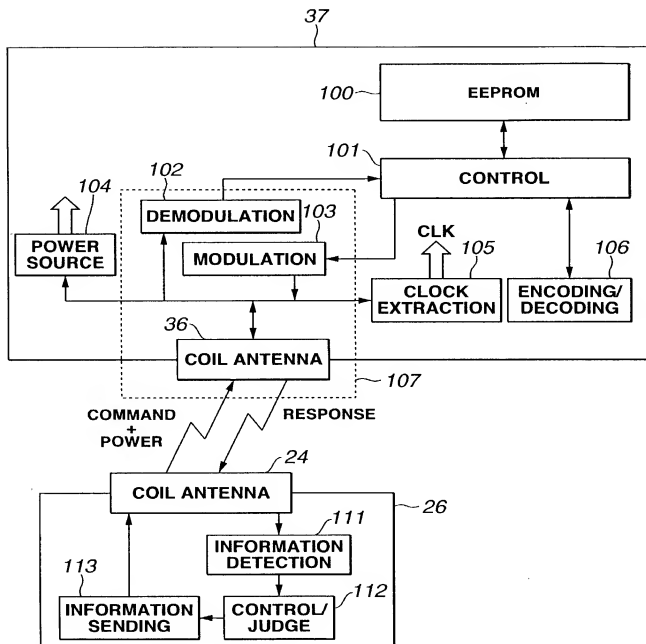 37
100
EEPROM
101
CONTROL
102
DEMODULATION
103
MODULATION
104
POWER
SOURCE
CLK
105
CLOCK
EXTRACTION
106
ENCODING/
DECODING
36
COIL ANTENNA
107
COMMAND
+
POWER
RESPONSE
24
COIL ANTENNA
26
111
INFORMATION
DETECTION
113
INFORMATION
SENDING
CONTROL/
JUDGE
112